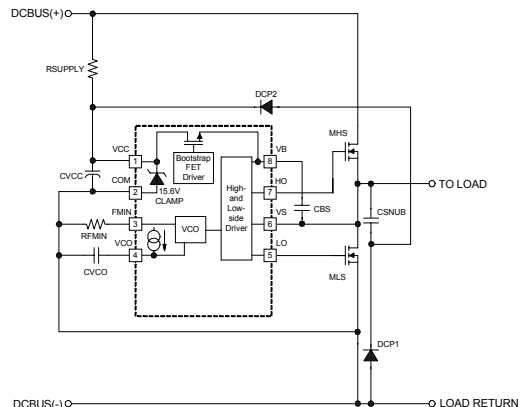 DCBUS(+)
RSUPPLY
DCP2
MHS
VCC
1
Bootstrap
FET
Driver
8
VB
CVCC
COM
2
15.6V
CLAMP
High-
and
Low-
side
Driver
7
HO
TO LOAD
CBS
CSNUB
FMIN
3
VCO
6
VS
RFMIN
VCO
4
5
LO
CVCO
MLS
DCP1
DCBUS(-)
LOAD RETURN